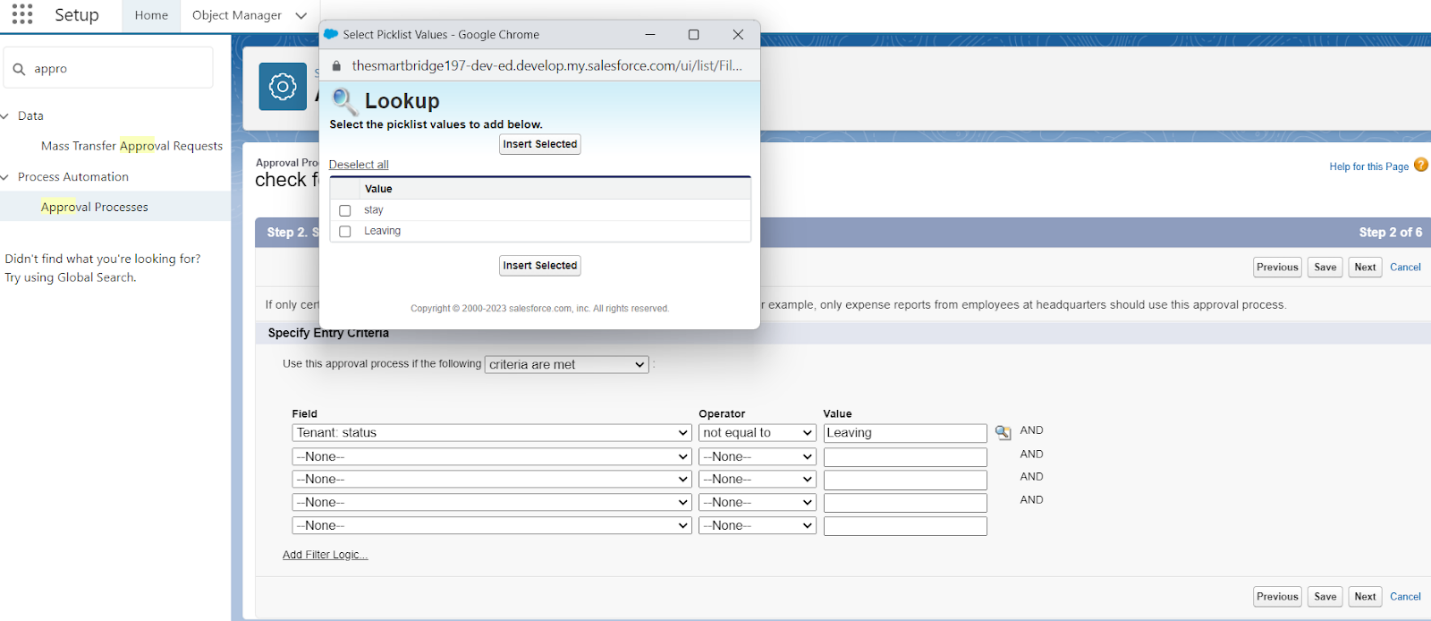 Setup
Home
Object Manager
appro
Data
Mass Transfer Approval Requests
Process Automation
Approval Processes
Didn't find what you're looking for?
Try using Global Search.
Select Picklist Values - Google Chrome
thesmartbridge197-dev-ed.develop.my.salesforce.com/ui/list/Fil...
Lookup
Select the picklist values to add below.
Insert Selected
Deselect all
Value
stay
Leaving
Insert Selected
Copyright © 2000-2023 salesforce.com, inc. All rights reserved.
Approval Pro
Help for this Page
check f
Step 2. S
Step 2 of 6
Previous Save Next Cancel
If only cert
r example, only expense reports from employees at headquarters should use this approval process.
Specify Entry Criteria
Use this approval process if the following criteria are met :
Field Operator Value
Tenant: status not equal to Leaving AND
--None-- --None-- AND
--None-- --None-- AND
--None-- --None-- AND
--None-- --None--
Add Filter Logic...
Previous Save Next Cancel